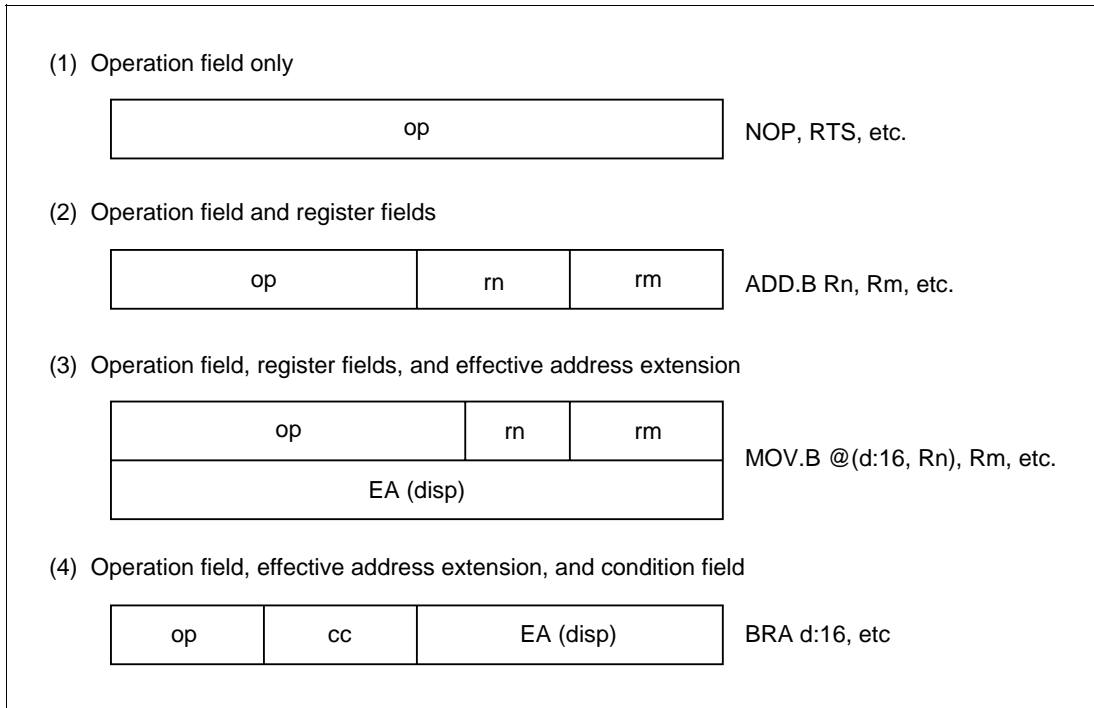 (1) Operation field only
op
NOP, RTS, etc.
(2) Operation field and register fields
op rn rm
ADD.B Rn, Rm, etc.
(3) Operation field, register fields, and effective address extension
op rn rm
MOV.B @(d:16, Rn), Rm, etc.
EA (disp)
(4) Operation field, effective address extension, and condition field
op cc EA (disp)
BRA d:16, etc